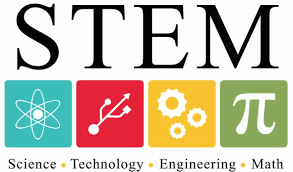 STEM
π
Science • Technology • Engineering • Math